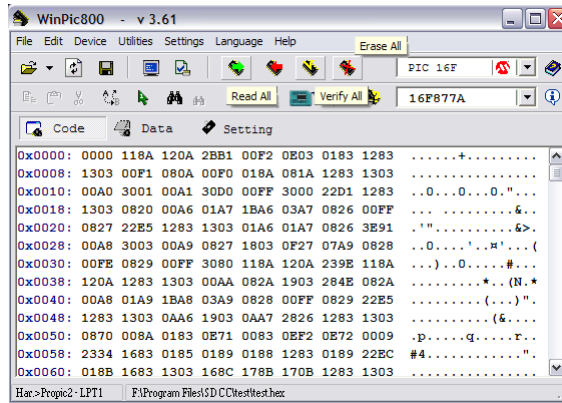 WinPic800 - v 3.61
File Edit Device Utilities Settings Language Help
Erase All
PIC 16F
Read All Verify All 16F877A
Code Data Setting
0x0000: 0000 118A 120A 2BB1 00F2 0E03 0183 1283 ......+.........
0x0008: 1303 00F1 080A 00F0 018A 081A 1283 1303 ................
0x0010: 00A0 3001 00A1 30D0 00FF 3000 22D1 1283 ..0...0...0."...
0x0018: 1303 0820 00A6 01A7 1BA6 03A7 0826 00FF ... .........&..
0x0020: 0827 22E5 1283 1303 01A6 01A7 0826 3E91 .'"..........&>.
0x0028: 00A8 3003 00A9 0827 1803 0F27 07A9 0828 ..0....'..¤'...(
0x0030: 00FE 0829 00FF 3080 118A 120A 239E 118A ...)..0.....#...
0x0038: 120A 1283 1303 00AA 082A 1903 284E 082A .........*..(N.*
0x0040: 00A8 01A9 1BA8 03A9 0828 00FF 0829 22E5 .........(...)".
0x0048: 1283 1303 0AA6 1903 0AA7 2826 1283 1303 ..........(&....
0x0050: 0870 008A 0183 0E71 0083 0EF2 0E72 0009 .p.....q.....r..
0x0058: 2334 1683 0185 0189 0188 1283 0189 22EC #4............".
0x0060: 018B 1683 1303 168C 178B 170B 1283 1303 ................
Har.>Propic2 - LPT1 F:\Program Files\SDCC\test\test.hex